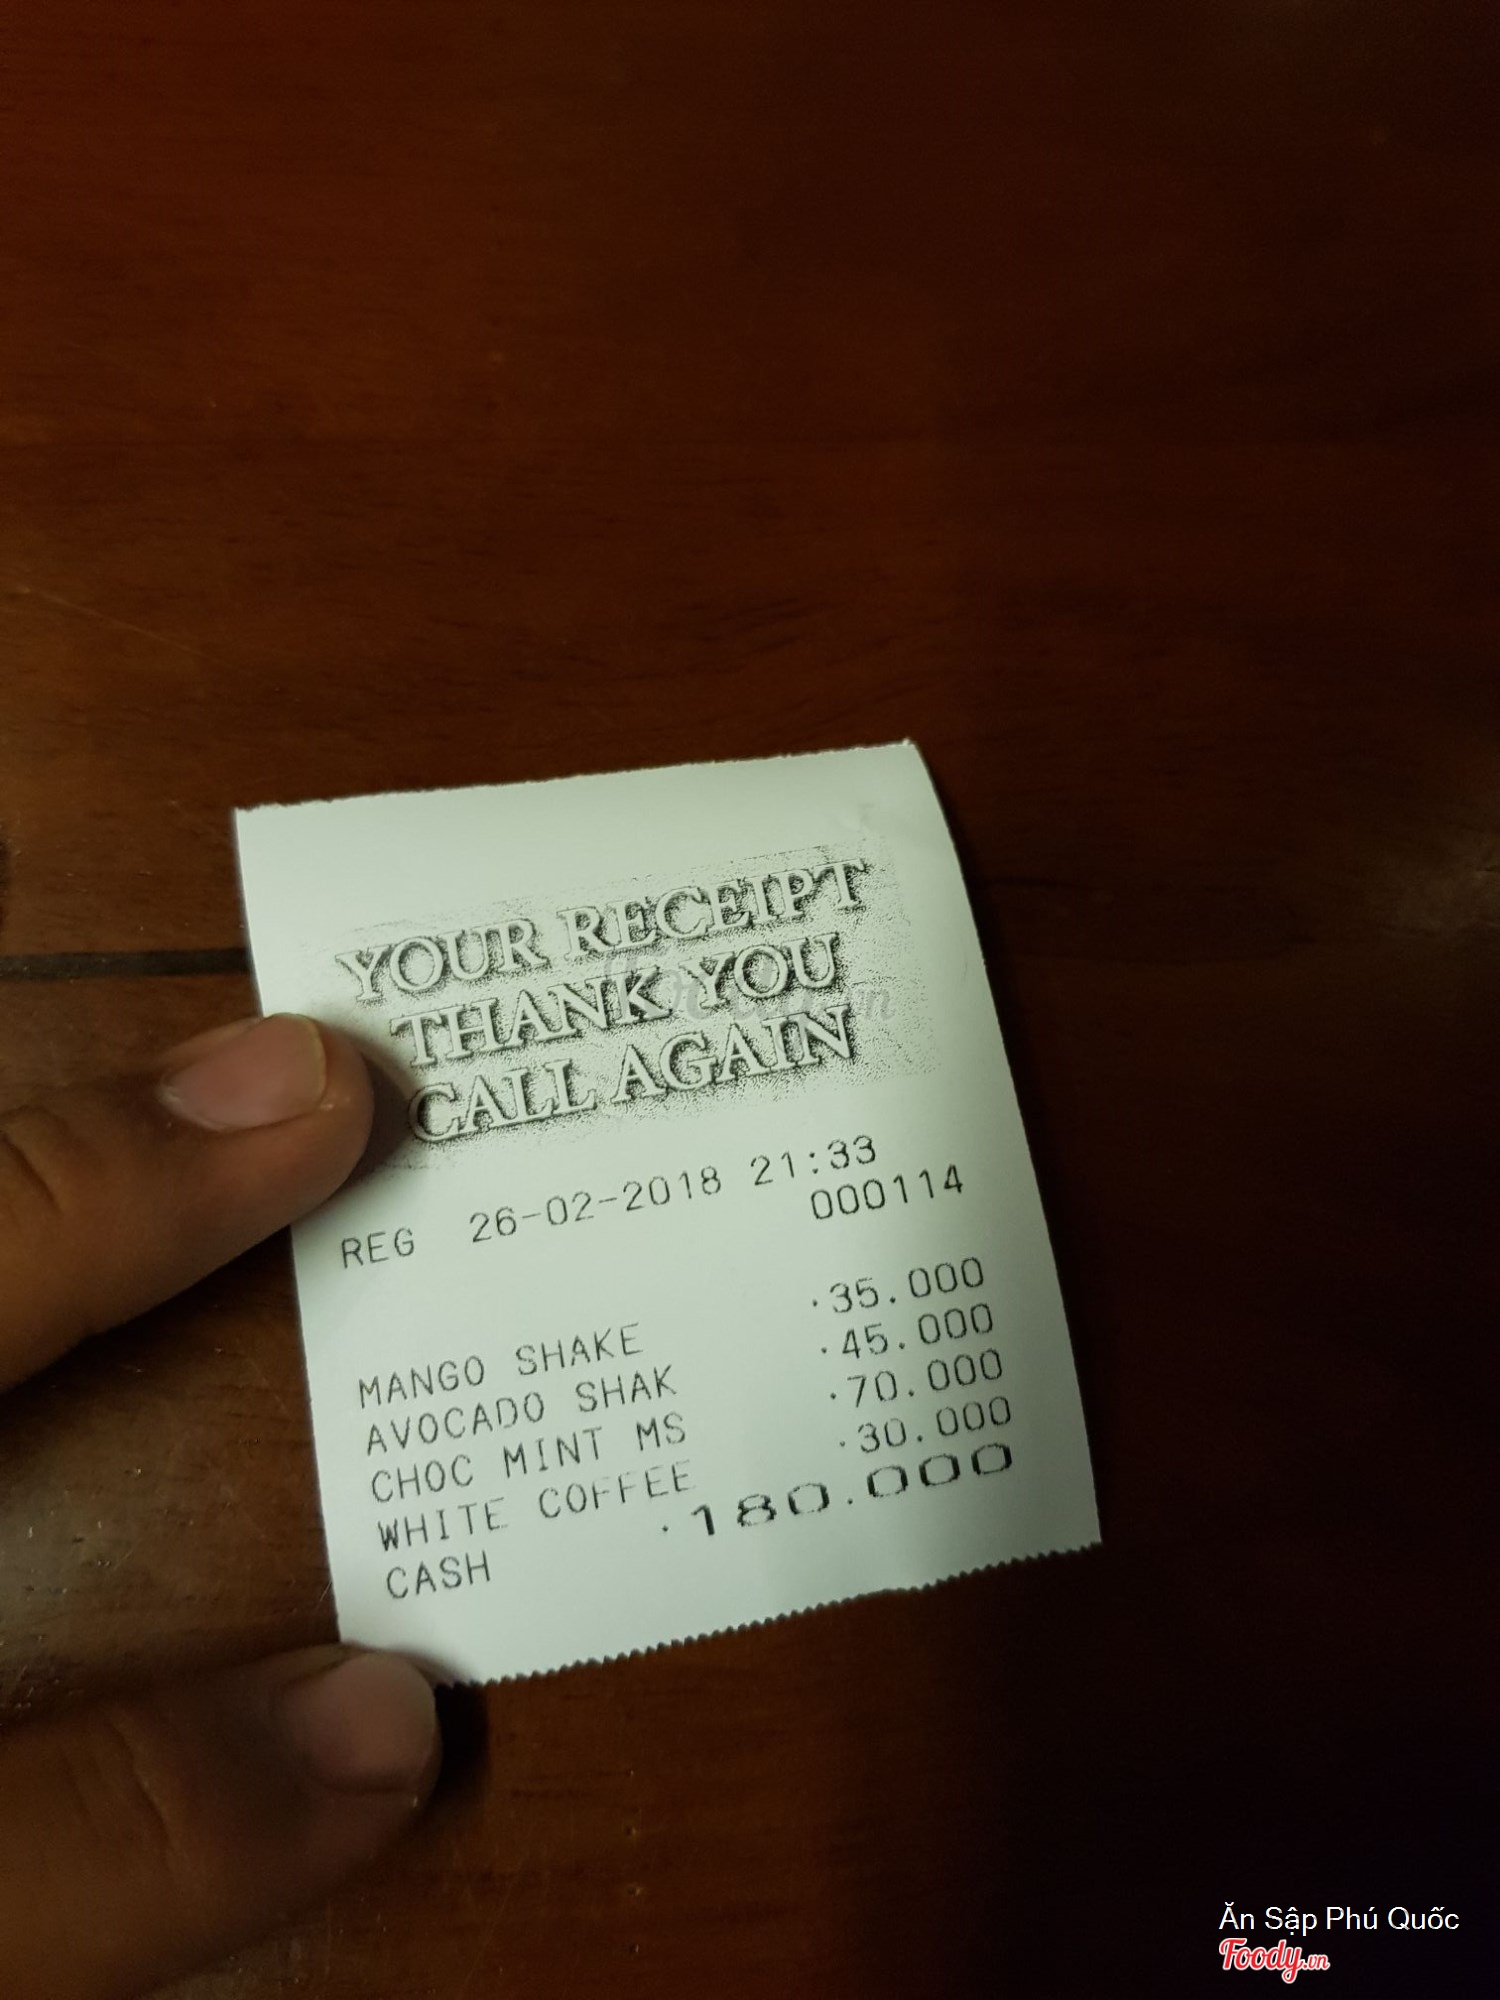 YOUR RECEIPT
THANK YOU
CALL AGAIN
REG 26-02-2018 21:33
000114
MANGO SHAKE ·35.000
AVOCADO SHAK ·45.000
CHOC MINT MS ·70.000
WHITE COFFEE ·30.000
CASH ·180.000
Foody.vn
Ăn Sập Phú Quốc
Foody.vn